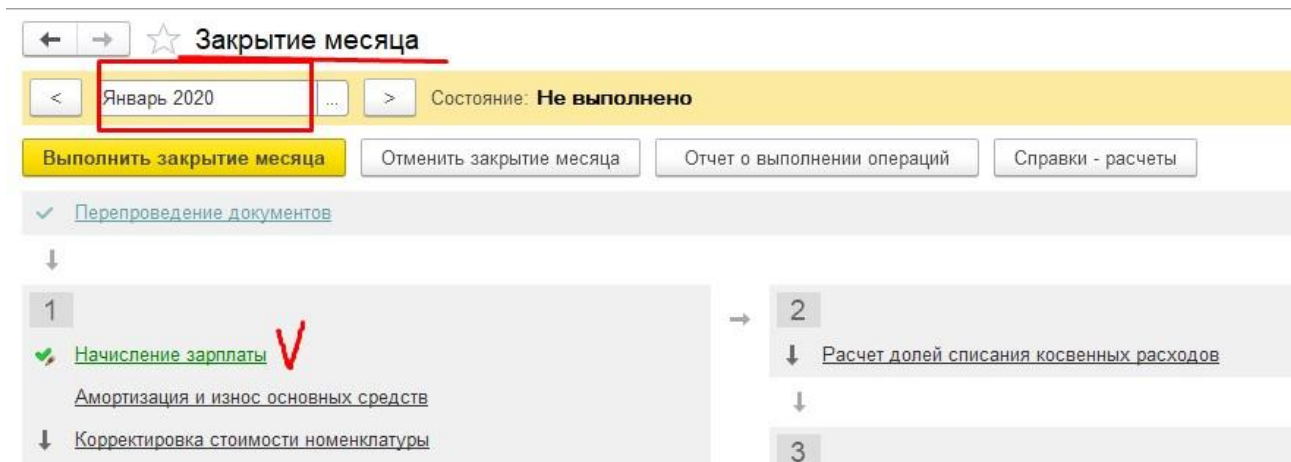 Закрытие месяца
< Январь 2020 ... > Состояние: Не выполнено
Выполнить закрытие месяца Отменить закрытие месяца Отчет о выполнении операций Справки - расчеты
Перепроведение документов
1
Начисление зарплаты V
Амортизация и износ основных средств
Корректировка стоимости номенклатуры
2
Расчет долей списания косвенных расходов
3